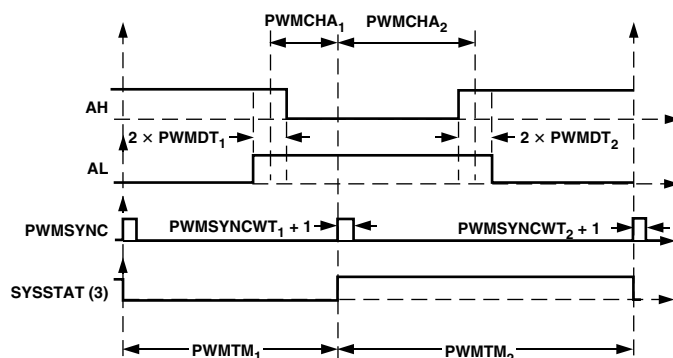 PWMCHA1 PWMCHA2
AH
2 × PWMDT1 2 × PWMDT2
AL
PWMSYNC PWMSYNCWT1 + 1 PWMSYNCWT2 + 1
SYSSTAT (3)
PWMTM1 PWMTM2